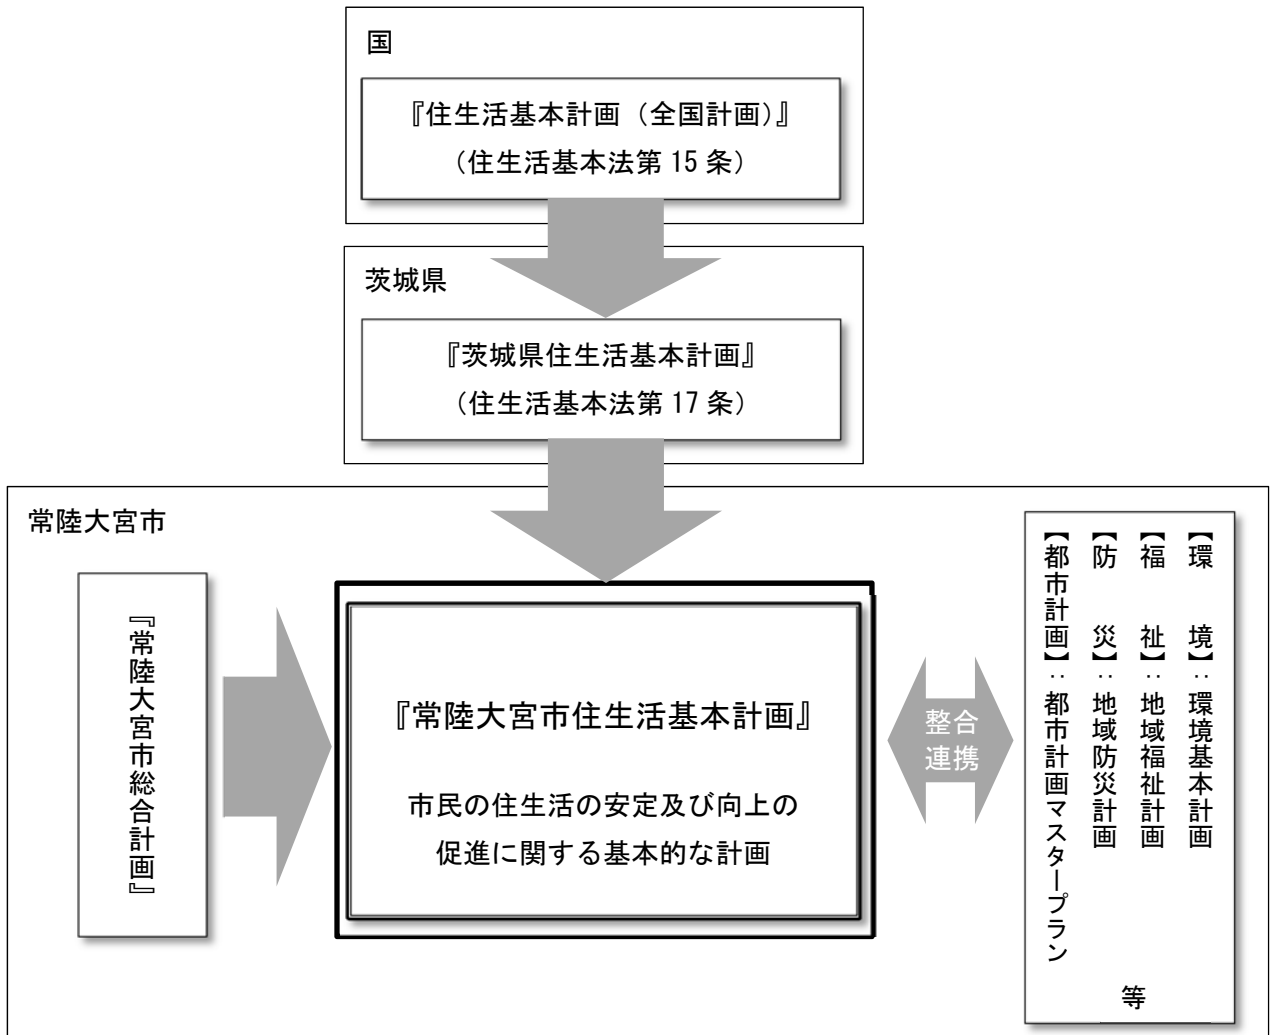 国
『住生活基本計画（全国計画）』
（住生活基本法第 15 条）
茨城県
『茨城県住生活基本計画』
（住生活基本法第 17 条）
常陸大宮市
『常陸大宮市総合計画』
『常陸大宮市住生活基本計画』
市民の住生活の安定及び向上の
促進に関する基本的な計画
整合
連携
【環　　境】：環境基本計画
【福　　祉】：地域福祉計画
【防　　災】：地域防災計画
【都市計画】：都市計画マスタープラン
等